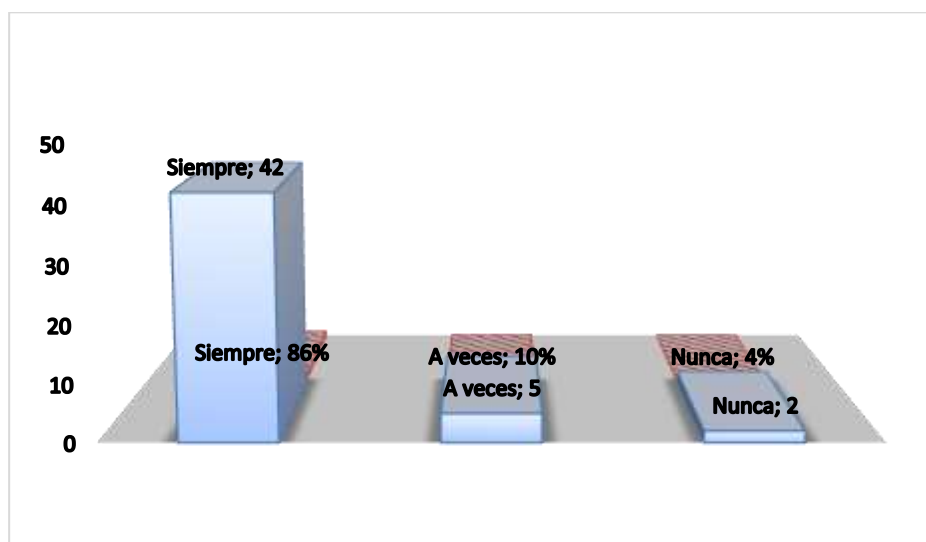 50
40
30
20
10
0
Siempre; 42
Siempre; 86%
A veces; 10%
A veces; 5
Nunca; 4%
Nunca; 2